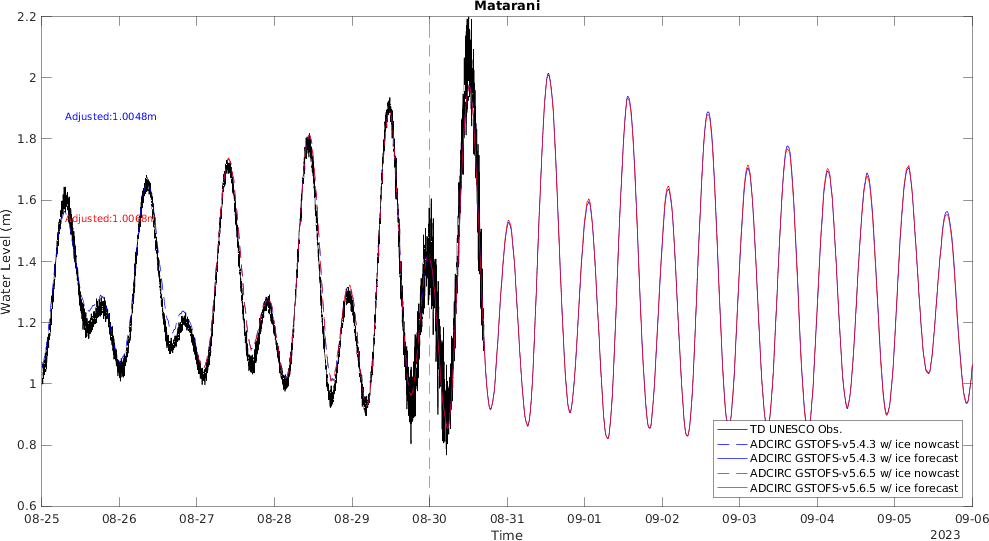 Matarani
2.2
2
1.8
1.6
1.4
1.2
1
0.8
0.6
Water Level (m)
Adjusted:1.0048m
Adjusted:1.0068m
TD UNESCO Obs.
ADCIRC GSTOFS-v5.4.3 w/ ice nowcast
ADCIRC GSTOFS-v5.4.3 w/ ice forecast
ADCIRC GSTOFS-v5.6.5 w/ ice nowcast
ADCIRC GSTOFS-v5.6.5 w/ ice forecast
08-25 08-26 08-27 08-28 08-29 08-30 08-31 09-01 09-02 09-03 09-04 09-05 09-06
Time
2023